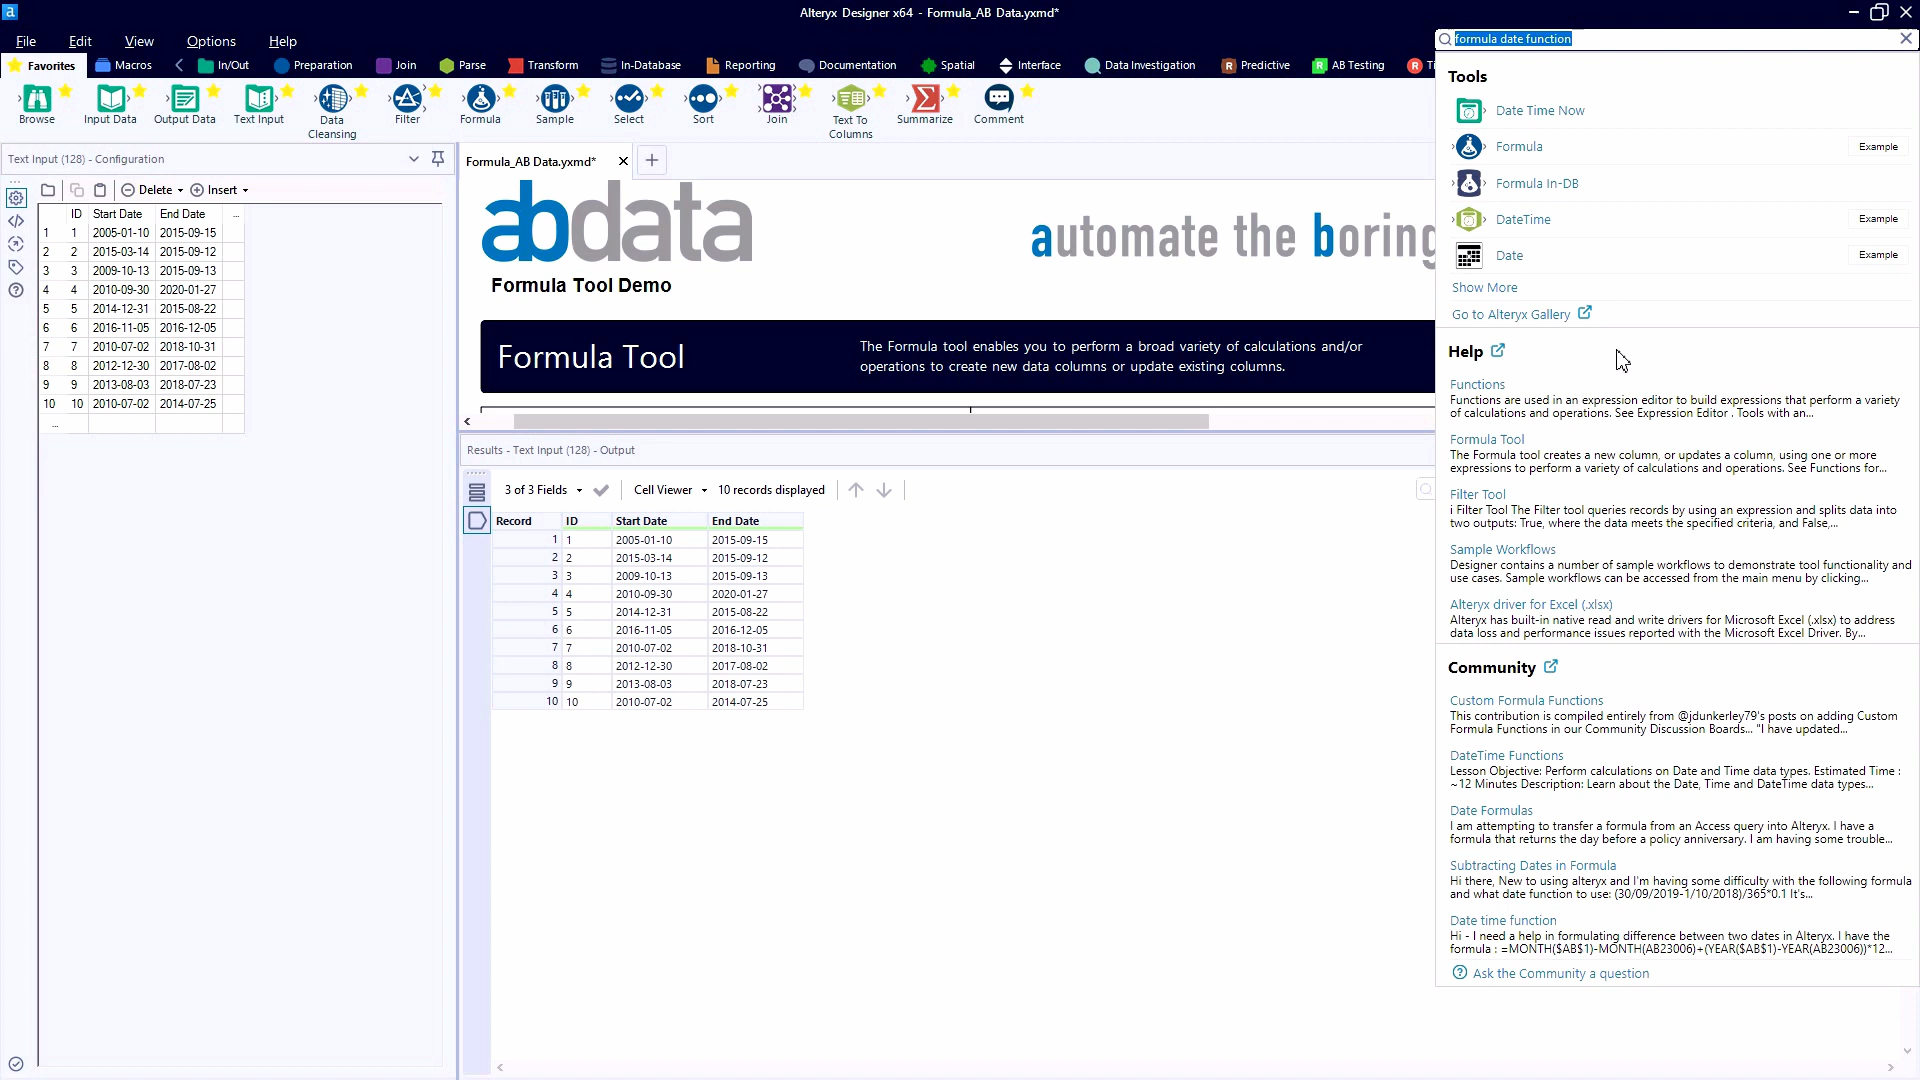 Alteryx Designer x64 - Formula_AB Data.yxmd*
File Edit View Options Help
formula date function
Favorites Macros In/Out Preparation Join Parse Transform In-Database Reporting Documentation Spatial Interface Data Investigation Predictive AB Testing Ti
Browse Input Data Output Data Text Input Data Cleansing Filter Formula Sample Select Sort Join Text To Columns Summarize Comment
Text Input (128) - Configuration
Delete Insert
ID Start Date End Date ...
1 1 2005-01-10 2015-09-15
2 2 2015-03-14 2015-09-12
3 3 2009-10-13 2015-09-13
4 4 2010-09-30 2020-01-27
5 5 2014-12-31 2015-08-22
6 6 2016-11-05 2016-12-05
7 7 2010-07-02 2018-10-31
8 8 2012-12-30 2017-08-02
9 9 2013-08-03 2018-07-23
10 10 2010-07-02 2014-07-25
...
Formula_AB Data.yxmd*
abdata
automate the boring
Formula Tool Demo
Formula Tool
The Formula tool enables you to perform a broad variety of calculations and/or
operations to create new data columns or update existing columns.
Results - Text Input (128) - Output
3 of 3 Fields Cell Viewer 10 records displayed
Record ID Start Date End Date
1 1 2005-01-10 2015-09-15
2 2 2015-03-14 2015-09-12
3 3 2009-10-13 2015-09-13
4 4 2010-09-30 2020-01-27
5 5 2014-12-31 2015-08-22
6 6 2016-11-05 2016-12-05
7 7 2010-07-02 2018-10-31
8 8 2012-12-30 2017-08-02
9 9 2013-08-03 2018-07-23
10 10 2010-07-02 2014-07-25
Tools
Date Time Now
Formula Example
Formula In-DB
DateTime Example
Date Example
Show More
Go to Alteryx Gallery
Help
Functions
Functions are used in an expression editor to build expressions that perform a variety
of calculations and operations. See Expression Editor . Tools with an...
Formula Tool
The Formula tool creates a new column, or updates a column, using one or more
expressions to perform a variety of calculations and operations. See Functions for...
Filter Tool
i Filter Tool The Filter tool queries records by using an expression and splits data into
two outputs: True, where the data meets the specified criteria, and False,...
Sample Workflows
Designer contains a number of sample workflows to demonstrate tool functionality and
use cases. Sample workflows can be accessed from the main menu by clicking...
Alteryx driver for Excel (.xlsx)
Alteryx has built-in native read and write drivers for Microsoft Excel (.xlsx) to address
data loss and performance issues reported with the Microsoft Excel Driver. By...
Community
Custom Formula Functions
This contribution is compiled entirely from @jdunkerley79's posts on adding Custom
Formula Functions in our Community Discussion Boards... "I have updated...
DateTime Functions
Lesson Objective: Perform calculations on Date and Time data types. Estimated Time :
~12 Minutes Description: Learn about the Date, Time and DateTime data types...
Date Formulas
I am attempting to transfer a formula from an Access query into Alteryx. I have a
formula that returns the day before a policy anniversary. I am having some trouble...
Subtracting Dates in Formula
Hi there, New to using alteryx and I'm having some difficulty with the following formula
and what date function to use: (30/09/2019-1/10/2018)/365*0.1 It's...
Date time function
Hi - I need a help in formulating difference between two dates in Alteryx. I have the
formula : =MONTH($AB$1)-MONTH(AB23006)+(YEAR($AB$1)-YEAR(AB23006))*12...
Ask the Community a question